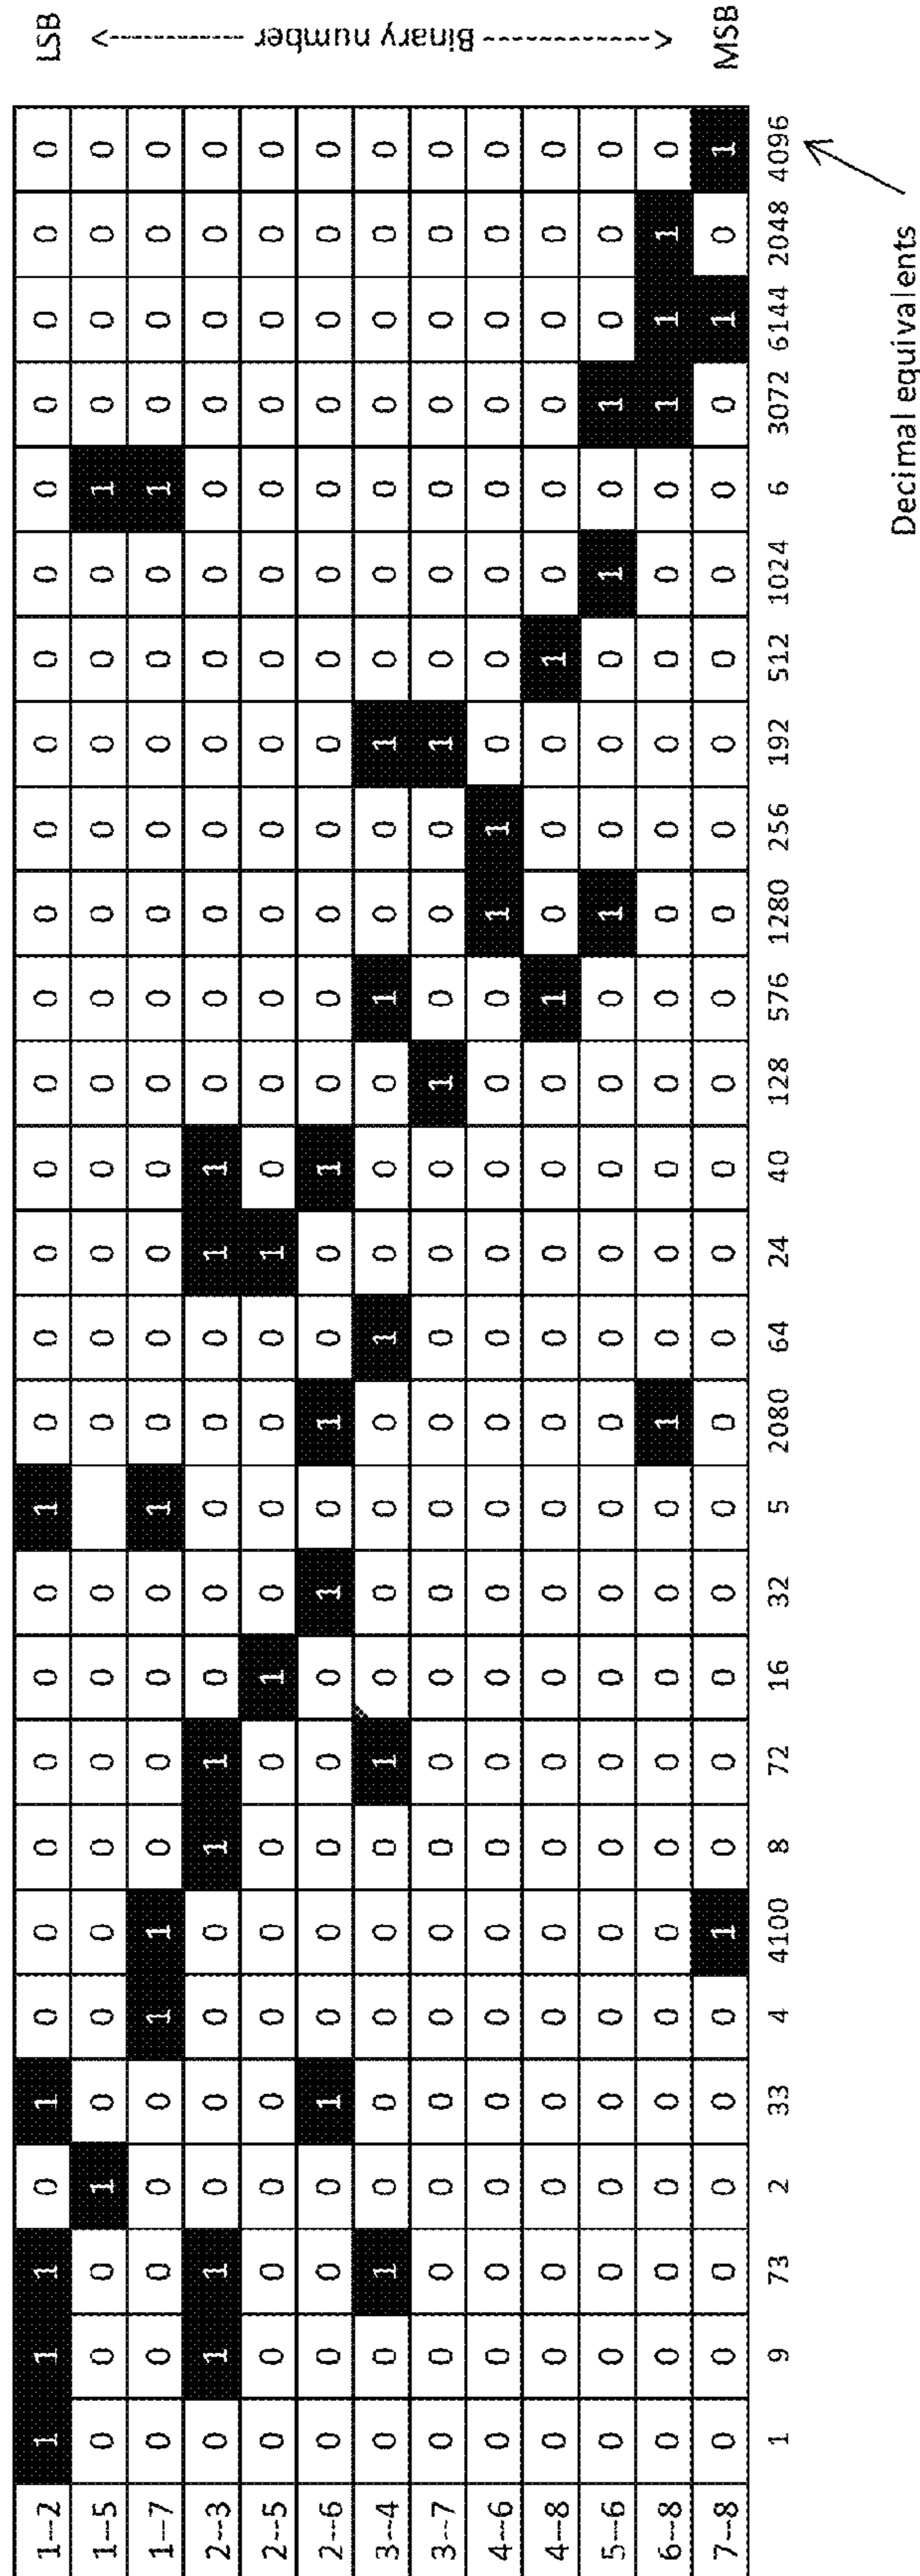 1--2 1 1 1 0 1 0 0 0 0 0 0 1 0 0 0 0 0 0 0 0 0 0 0 0 0 0 0 0 LSB
1--5 0 0 0 1 0 0 0 0 0 0 0 0 0 0 0 0 0 0 0 0 0 0 1 0 0 0 0
1--7 0 0 0 0 0 1 1 0 0 0 0 1 0 0 0 0 0 0 0 0 0 0 0 1 0 0 0 0
2--3 0 1 1 0 0 0 0 1 1 0 0 0 0 0 1 1 0 0 0 0 0 0 0 0 0 0 0 0
2--5 0 0 0 0 0 0 0 0 0 1 0 0 0 0 1 0 0 0 0 0 0 0 0 0 0 0 0 0
2--6 0 0 0 0 1 0 0 0 0 0 1 0 1 0 0 1 0 0 0 0 0 0 0 0 0 0 0 0
3--4 0 0 1 0 0 0 0 0 1 0 0 0 0 1 0 0 0 1 0 0 1 0 0 0 0 0 0 0
3--7 0 0 0 0 0 0 0 0 0 0 0 0 0 0 0 0 1 0 0 0 1 0 0 0 0 0 0 0
4--6 0 0 0 0 0 0 0 0 0 0 0 0 0 0 0 0 0 0 1 1 0 0 0 0 0 0 0 0
4--8 0 0 0 0 0 0 0 0 0 0 0 0 0 0 0 0 0 1 0 0 0 1 0 0 0 0 0 0
5--6 0 0 0 0 0 0 0 0 0 0 0 0 0 0 0 0 0 0 1 0 0 0 1 0 1 0 0 0
6--8 0 0 0 0 0 0 0 0 0 0 0 0 1 0 0 0 0 0 0 0 0 0 0 0 1 1 1 0
7--8 0 0 0 0 0 0 1 0 0 0 0 0 0 0 0 0 0 0 0 0 0 0 0 0 0 1 0 1 MSB
1 9 73 2 33 4 4100 8 72 16 32 5 2080 64 24 40 128 576 1280 256 192 512 1024 6 3072 6144 2048 4096
Binary number
Decimal equivalents